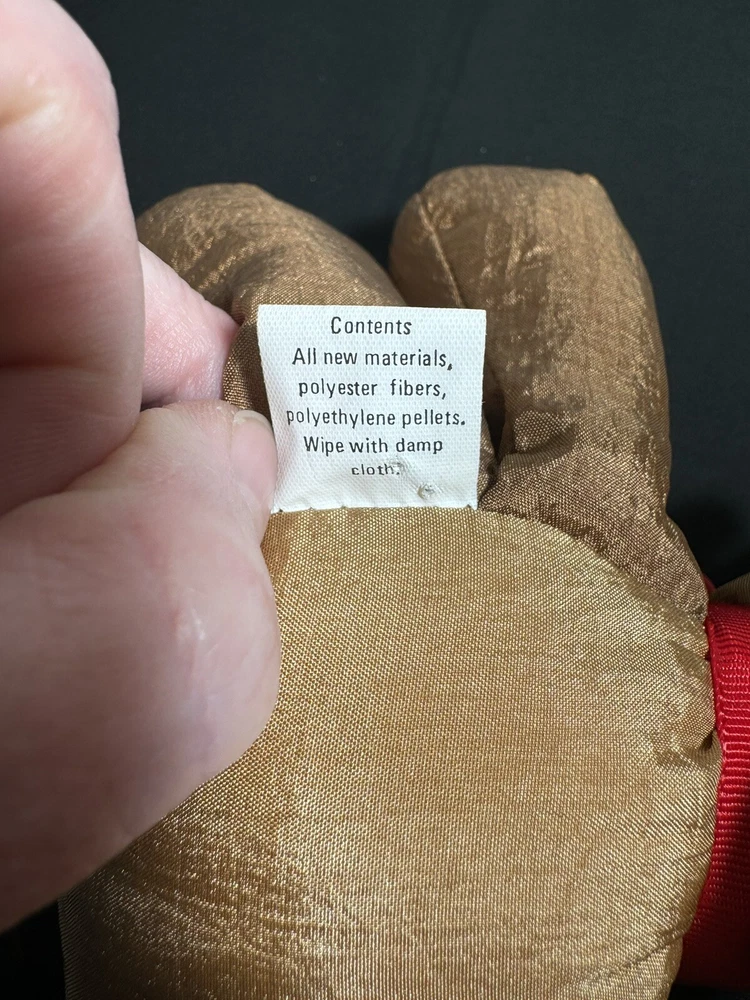 Contents
All new materials,
polyester fibers,
polyethylene pellets.
Wipe with damp
cloth.